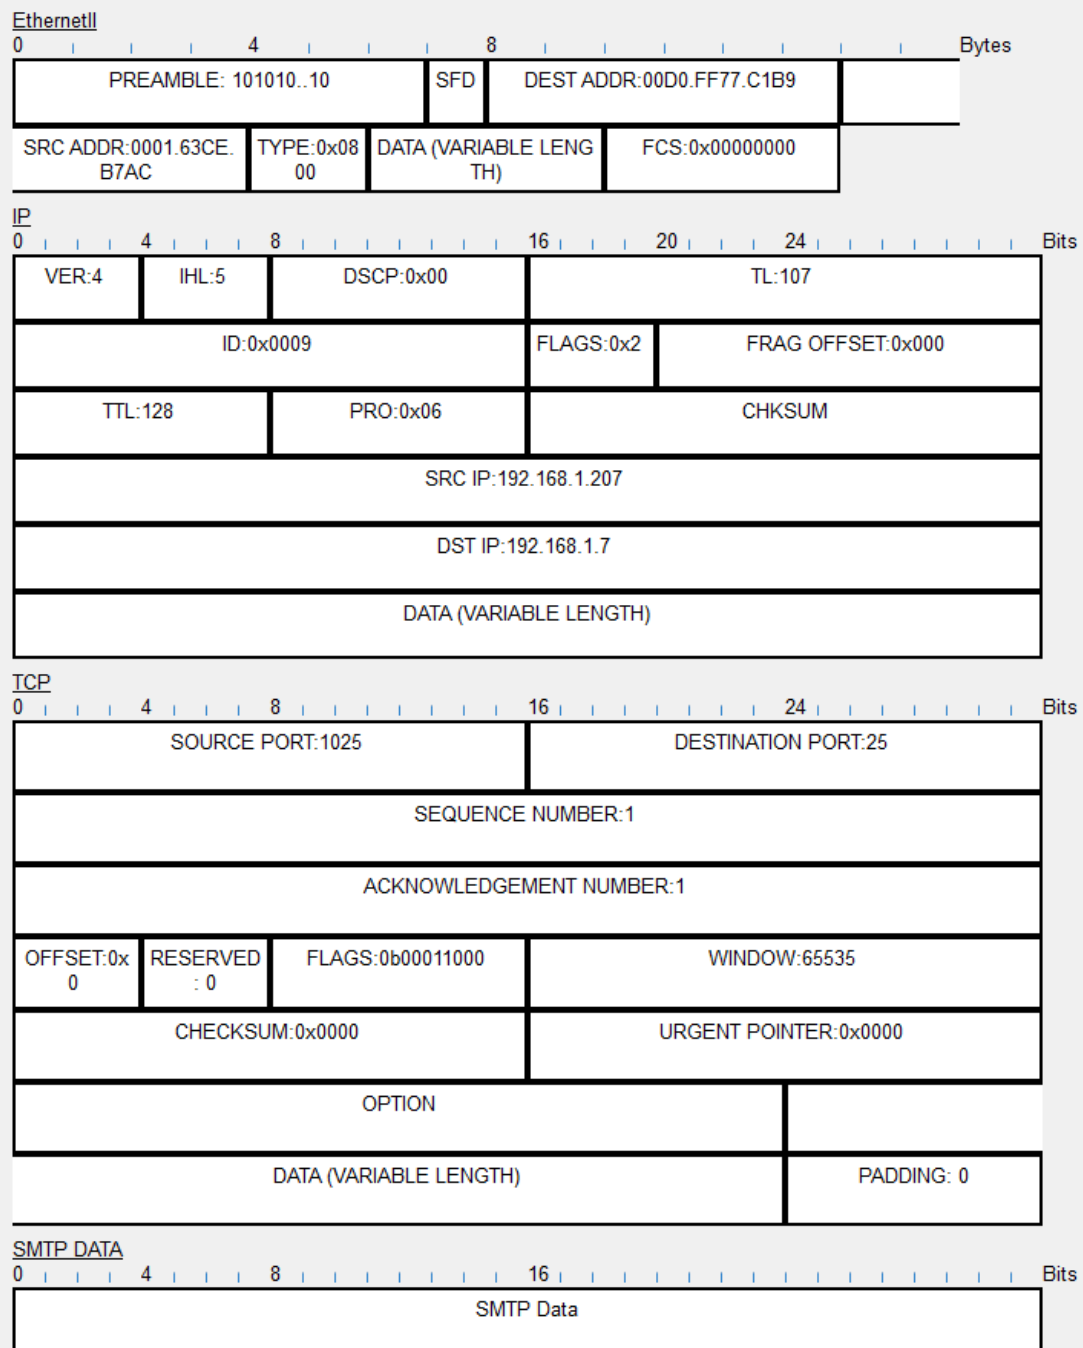 EthernetII
0 4 8 Bytes
PREAMBLE: 101010..10 SFD DEST ADDR:00D0.FF77.C1B9
SRC ADDR:0001.63CE. TYPE:0x08 DATA (VARIABLE LENG FCS:0x00000000
B7AC 00 TH)
IP
0 4 8 16 20 24 Bits
VER:4 IHL:5 DSCP:0x00 TL:107
ID:0x0009 FLAGS:0x2 FRAG OFFSET:0x000
TTL:128 PRO:0x06 CHKSUM
SRC IP:192.168.1.207
DST IP:192.168.1.7
DATA (VARIABLE LENGTH)
TCP
0 4 8 16 24 Bits
SOURCE PORT:1025 DESTINATION PORT:25
SEQUENCE NUMBER:1
ACKNOWLEDGEMENT NUMBER:1
OFFSET:0x RESERVED FLAGS:0b00011000 WINDOW:65535
0 : 0
CHECKSUM:0x0000 URGENT POINTER:0x0000
OPTION
DATA (VARIABLE LENGTH) PADDING: 0
SMTP DATA
0 4 8 16 Bits
SMTP Data